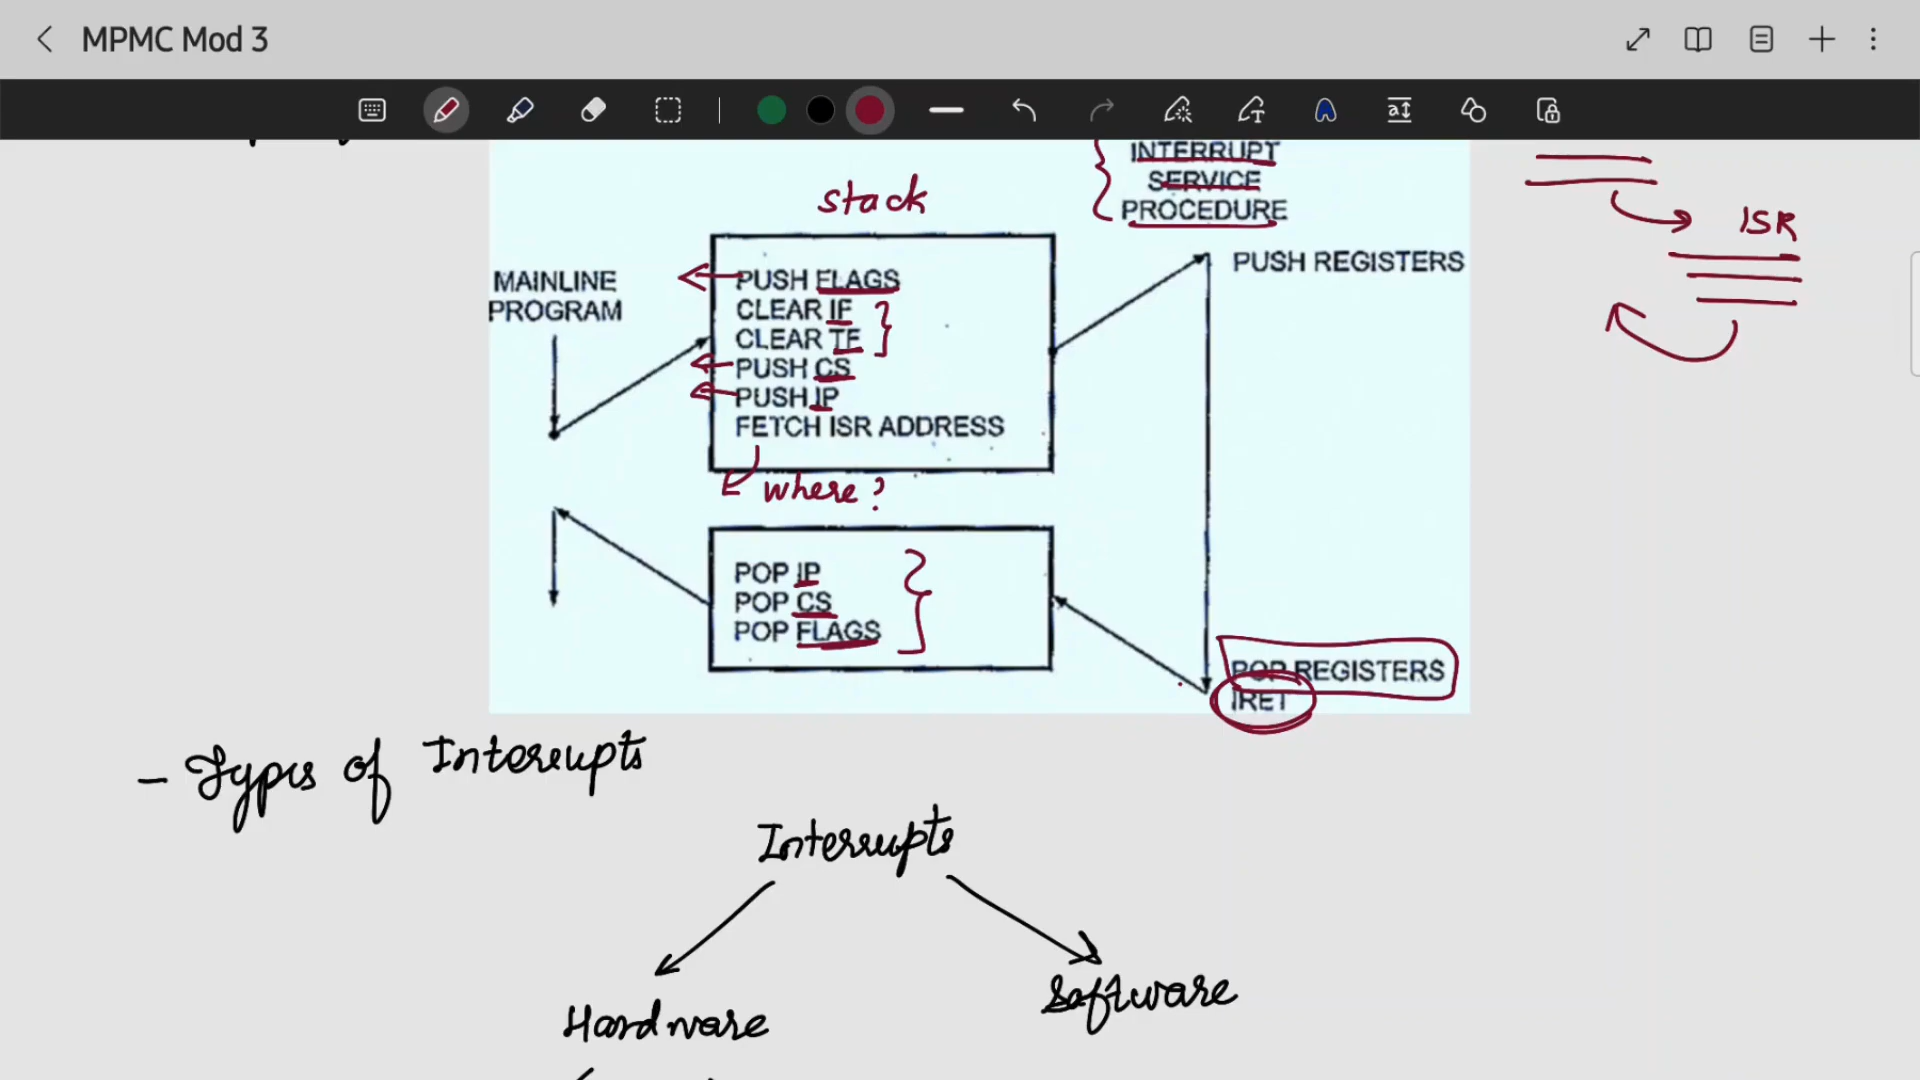 MPMC Mod 3
INTERRUPT
SERVICE
PROCEDURE
stack
ISR
MAINLINE
PROGRAM
PUSH FLAGS
CLEAR IF
CLEAR TF
PUSH CS
PUSH IP
FETCH ISR ADDRESS
PUSH REGISTERS
where?
POP IP
POP CS
POP FLAGS
POP REGISTERS
IRET
- Types of Interrupts
Interrupts
Hardware
Software